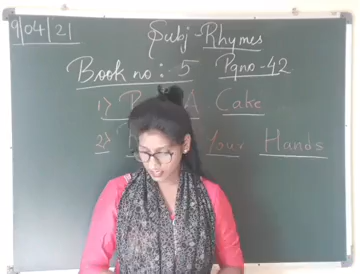 9/04/21
Subj - Rhymes
Book no :- 5 Pgno - 42
1) A Cake
2) Your Hands